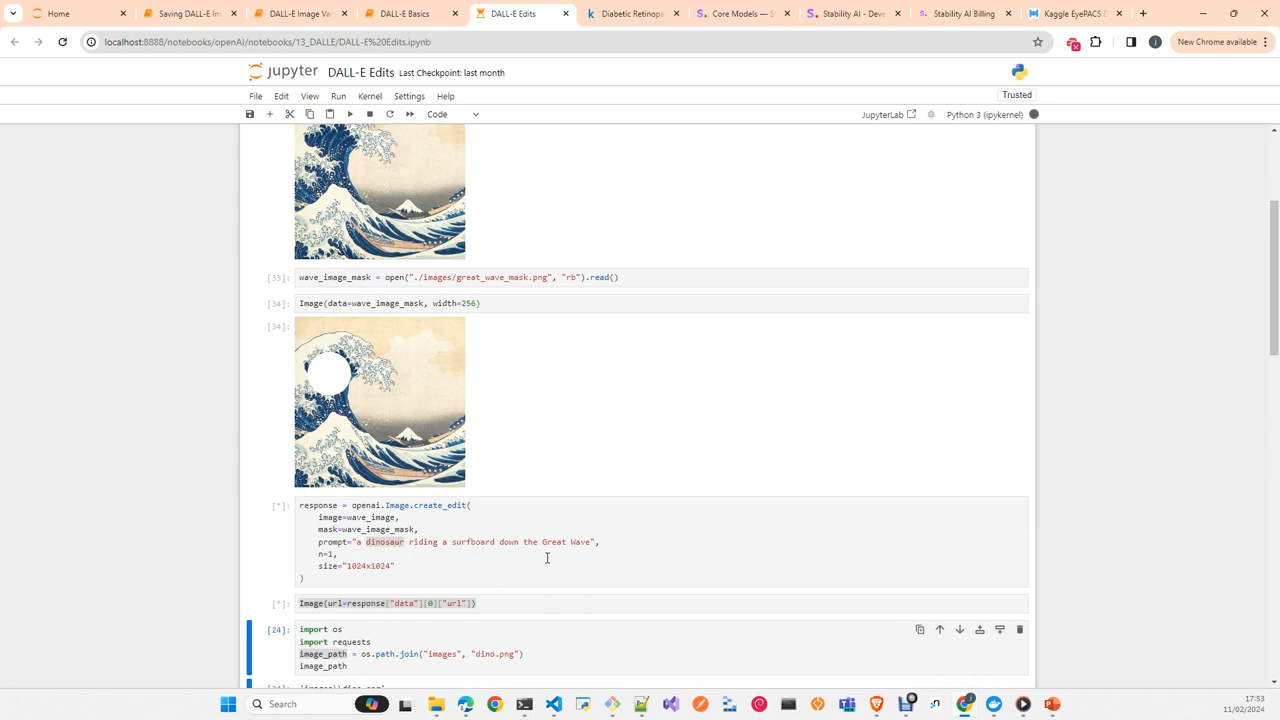 Home
Saving DALL-E Im
DALL-E Image Va
DALL-E Basics
DALL-E Edits
Diabetic Retinop
Core Models — S
Stability AI - Deve
Stability AI Billing
Kaggle EyePACS D
localhost:8888/notebooks/openAI/notebooks/13_DALLE/DALL-E%20Edits.ipynb
New Chrome available
jupyter DALL-E Edits Last Checkpoint: last month
File Edit View Run Kernel Settings Help
Trusted
Code
JupyterLab
Python 3 (ipykernel)
[33]: wave_image_mask = open("./images/great_wave_mask.png", "rb").read()
[34]: Image(data=wave_image_mask, width=256)
[34]:
[*]: response = openai.Image.create_edit(
image=wave_image,
mask=wave_image_mask,
prompt="a dinosaur riding a surfboard down the Great Wave",
n=1,
size="1024x1024"
)
[*]: Image(url=response["data"][0]["url"])
[24]: import os
import requests
image_path = os.path.join("images", "dino.png")
image_path
Search
17:53
11/02/2024